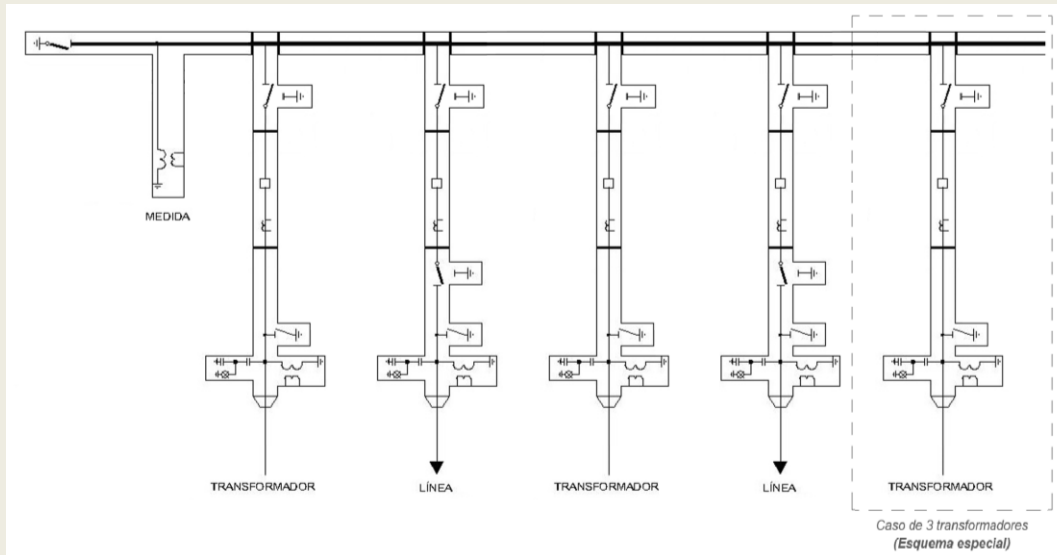 MEDIDA
TRANSFORMADOR
LÍNEA
TRANSFORMADOR
LÍNEA
TRANSFORMADOR
Caso de 3 transformadores
(Esquema especial)